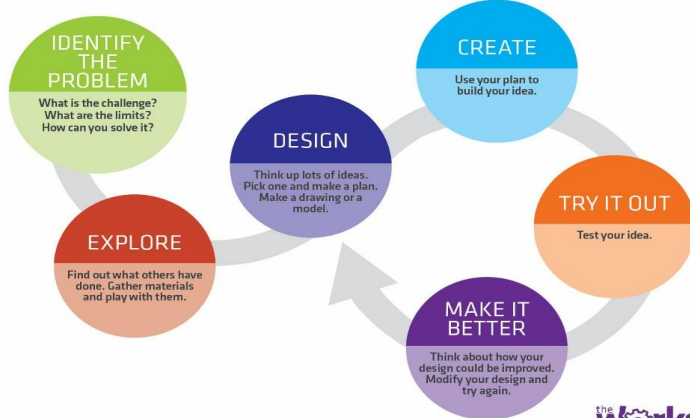 IDENTIFY
THE
PROBLEM
What is the challenge?
What are the limits?
How can you solve it?
EXPLORE
Find out what others have
done. Gather materials
and play with them.
DESIGN
Think up lots of ideas.
Pick one and make a plan.
Make a drawing or a
model.
CREATE
Use your plan to
build your idea.
TRY IT OUT
Test your idea.
MAKE IT
BETTER
Think about how your
design could be improved.
Modify your design and
try again.
the